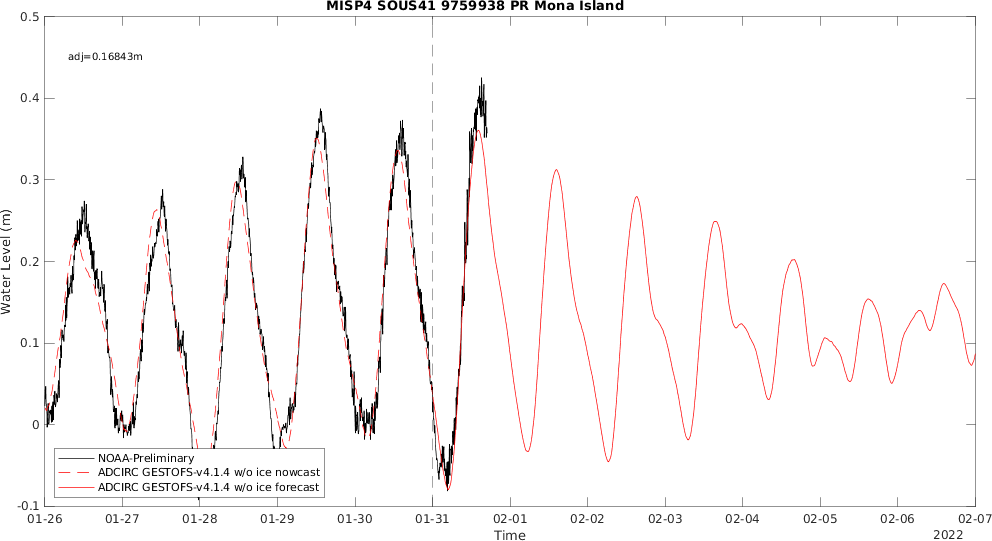 MISP4 SOUS41 9759938 PR Mona Island
adj=0.16843m
0.5
0.4
0.3
0.2
0.1
0
-0.1
Water Level (m)
NOAA-Preliminary
ADCIRC GESTOFS-v4.1.4 w/o ice nowcast
ADCIRC GESTOFS-v4.1.4 w/o ice forecast
01-26 01-27 01-28 01-29 01-30 01-31 02-01 02-02 02-03 02-04 02-05 02-06 02-07
Time
2022